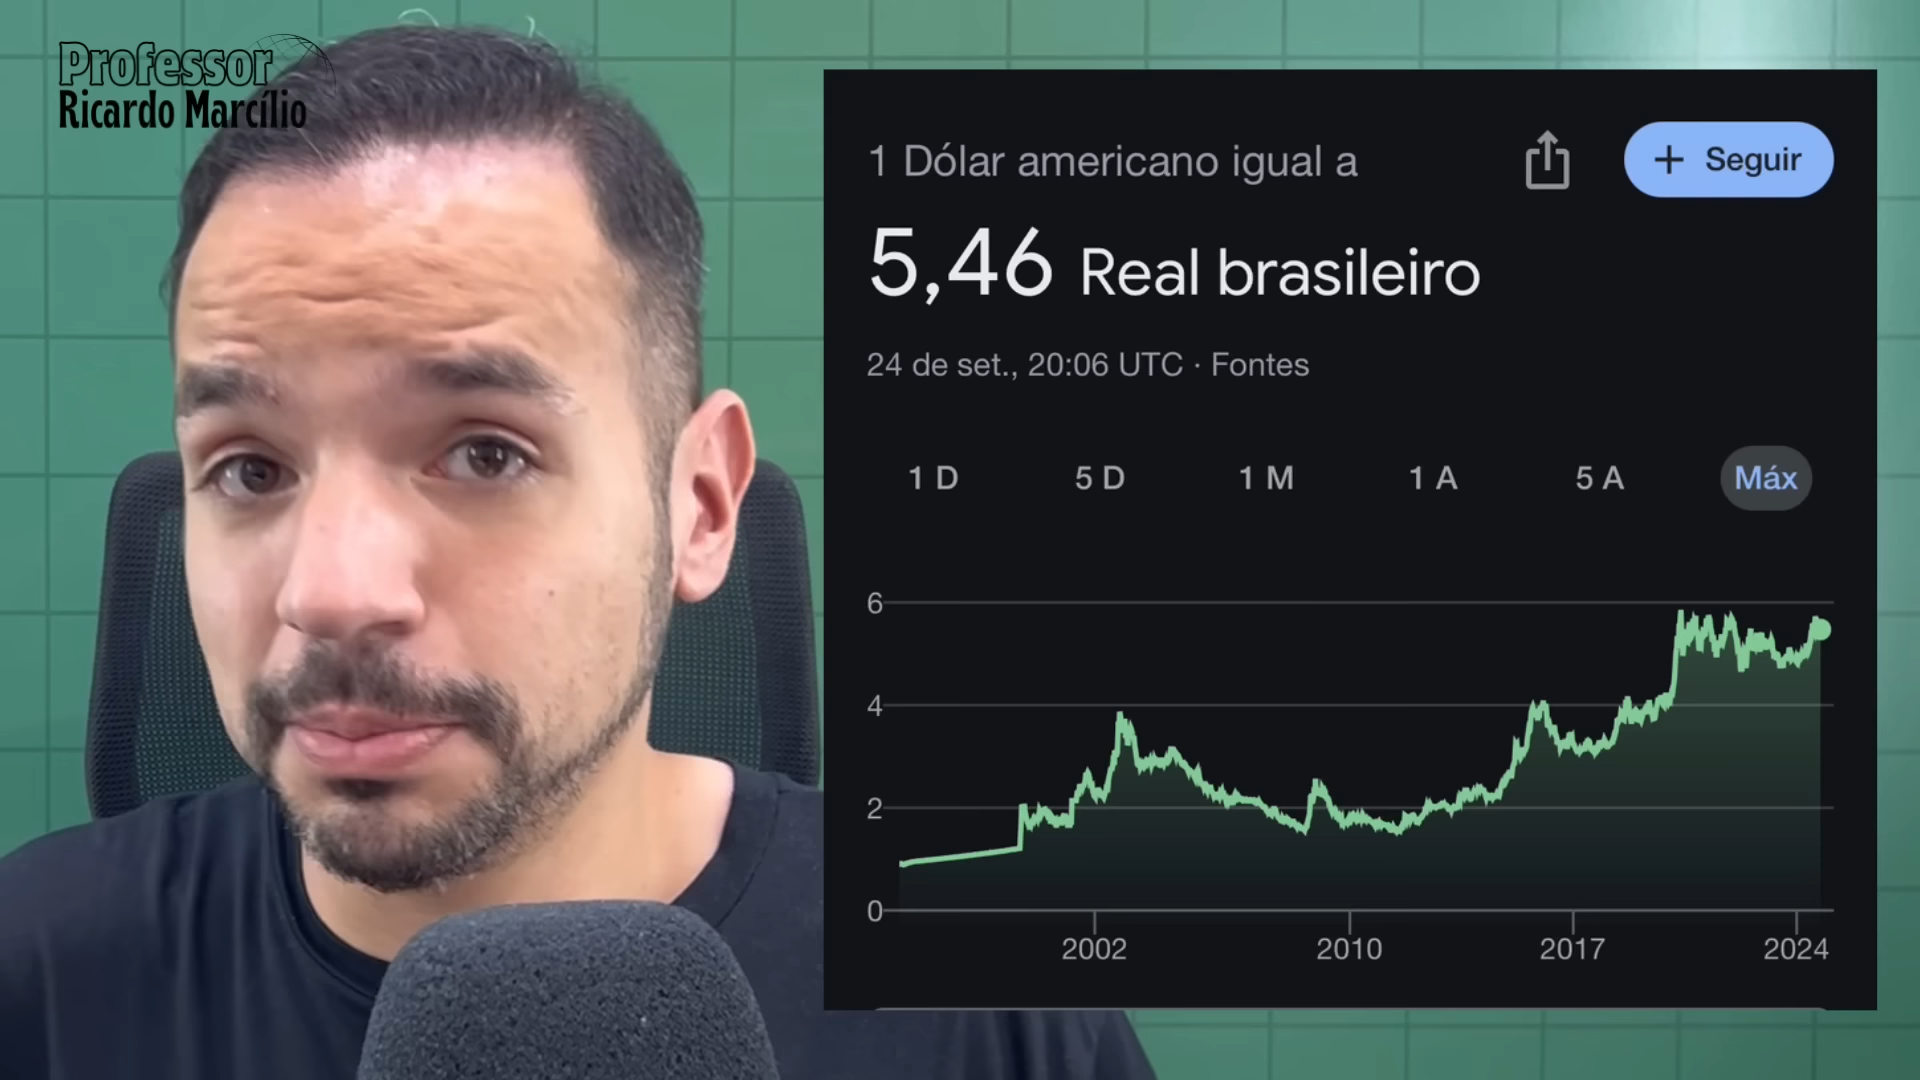 Professor
Ricardo Marcílio
1 Dólar americano igual a
+ Seguir
5,46 Real brasileiro
24 de set., 20:06 UTC · Fontes
1 D 5 D 1 M 1 A 5 A Máx
6
4
2
0
2002 2010 2017 2024